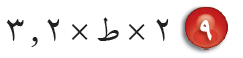 ٩ ٢ × ط × ٣,٢